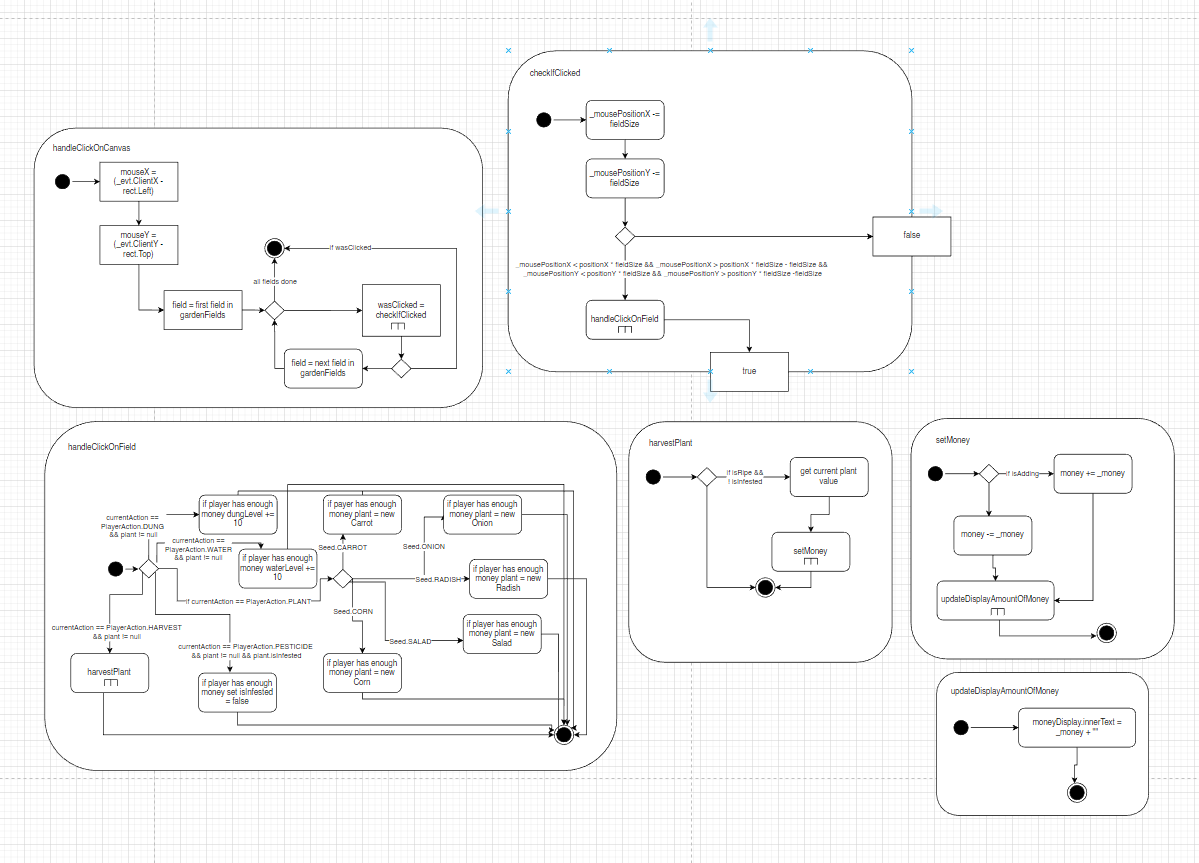 checkIfClicked
_mousePositionX -=
fieldSize
_mousePositionY -=
fieldSize
false
_mousePositionX < positionX * fieldSize && _mousePositionX > positionX * fieldSize - fieldSize &&
_mousePositionY < positionY * fieldSize && _mousePositionY > positionY * fieldSize -fieldSize
handleClickOnField
true
handleClickOnCanvas
mouseX =
(_evt.ClientX -
rect.Left)
mouseY =
(_evt.ClientY -
rect.Top)
if wasClicked
all fields done
field = first field in
gardenFields
wasClicked =
checkIfClicked
field = next field in
gardenFields
handleClickOnField
currentAction ==
PlayerAction.DUNG
&& plant != null
if player has enough
money dungLevel +=
10
if payer has enough
money plant = new
Carrot
if player has enough
money plant = new
Onion
currentAction ==
PlayerAction.WATER
&& plant != null
if player has enough
money waterLevel +=
10
Seed.CARROT
Seed.ONION
if player has enough
money plant = new
Radish
Seed.RADISH
if currentAction == PlayerAction.PLANT
Seed.CORN
currentAction == PlayerAction.HARVEST
&& plant != null
if player has enough
money plant = new
Salad
Seed.SALAD
currentAction == PlayerAction.PESTICIDE
&& plant != null && plant.isInfested
harvestPlant
if player has enough
money set isInfested
= false
if player has enough
money plant = new
Corn
harvestPlant
if isRipe &&
! isInfested
get current plant
value
setMoney
setMoney
if isAdding
money += _money
money -= _money
updateDisplayAmountOfMoney
updateDisplayAmountOfMoney
moneyDisplay.innerText =
_money + ""